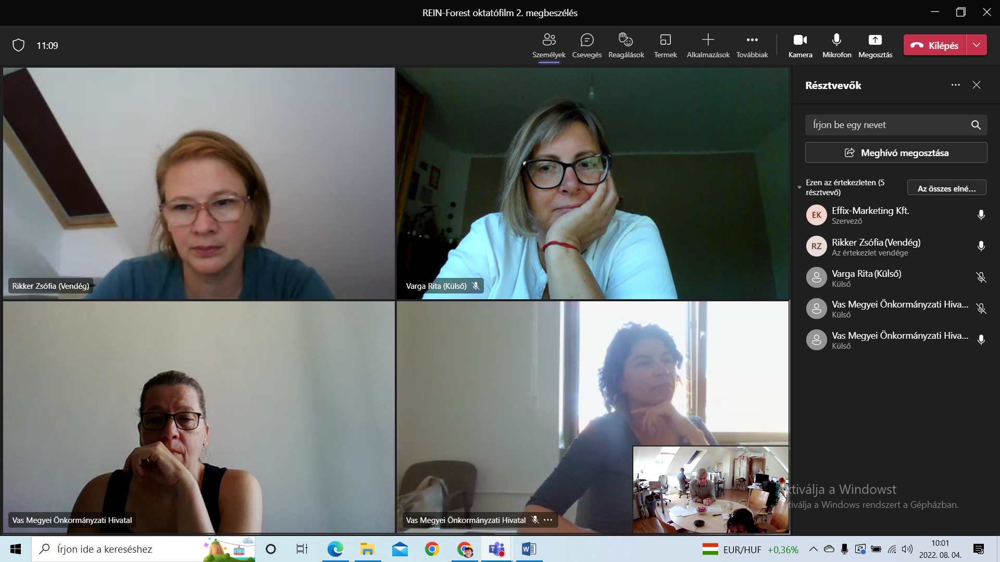 REIN-Forest oktatófilm 2. megbeszélés
11:09
Személyek
Csevegés
Reagálások
Termek
Alkalmazások
Továbbiak
Kamera
Mikrofon
Megosztás
Kilépés
Rikker Zsófia (Vendég)
Varga Rita (Külső)
Vas Megyei Önkormányzati Hivatal
Vas Megyei Önkormányzati Hivatal
Résztvevők
Írjon be egy nevet
Meghívó megosztása
Ezen az értekezleten (5
résztvevő)
Az összes elné...
EK
Effix-Marketing Kft.
Szervező
RZ
Rikker Zsófia (Vendég)
Az értekezlet vendége
Varga Rita (Külső)
Külső
Vas Megyei Önkormányzati Hiva...
Külső
Vas Megyei Önkormányzati Hiva...
Külső
ktiválja a Windowst
tiválja a Windows rendszert a Gépházban.
Írjon ide a kereséshez
EUR/HUF +0,36%
10:01
2022. 08. 04.